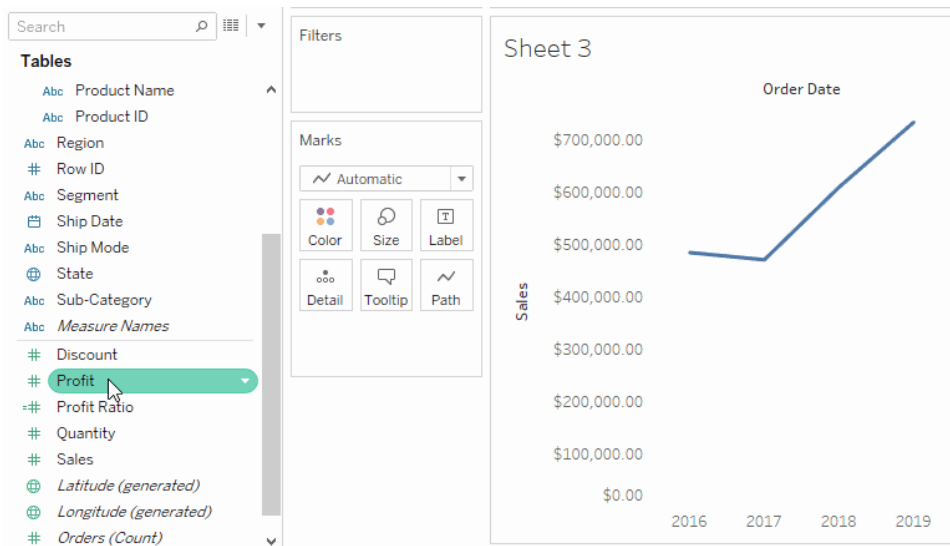 Search
Tables
Abc Product Name
Abc Product ID
Abc Region
# Row ID
Abc Segment
Ship Date
Abc Ship Mode
State
Abc Sub-Category
Abc Measure Names
# Discount
# Profit
=# Profit Ratio
# Quantity
# Sales
Latitude (generated)
Longitude (generated)
# Orders (Count)
Filters
Marks
Automatic
Color Size T Label
Detail Tooltip Path
Sheet 3
Order Date
Sales
$700,000.00
$600,000.00
$500,000.00
$400,000.00
$300,000.00
$200,000.00
$100,000.00
$0.00
2016 2017 2018 2019